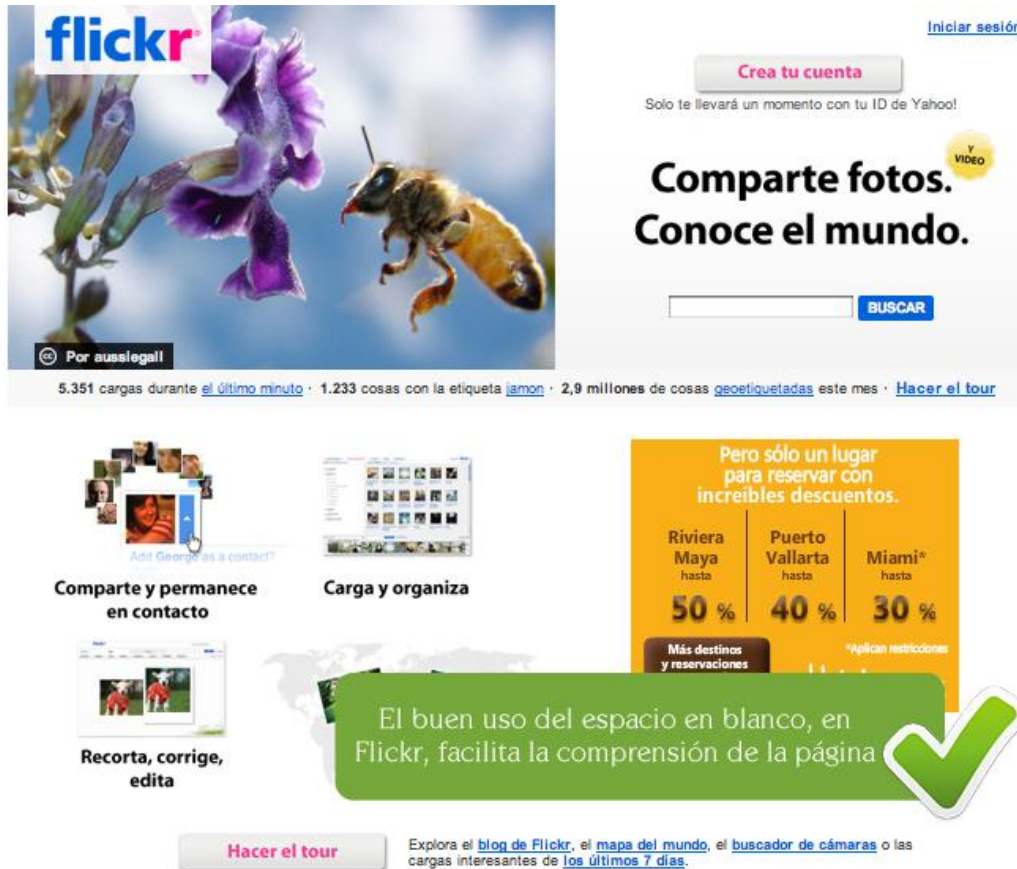 flickr
Iniciar sesión
Crea tu cuenta
Solo te llevará un momento con tu ID de Yahoo!
Y
VIDEO
Comparte fotos.
Conoce el mundo.
BUSCAR
Por aussiegall
5.351 cargas durante el último minuto · 1.233 cosas con la etiqueta jamon · 2,9 millones de cosas geoetiquetadas este mes · Hacer el tour
Add George as a contact?
Comparte y permanece
en contacto
Carga y organiza
Pero sólo un lugar
para reservar con
increíbles descuentos.
Riviera
Maya
hasta
50 %
Puerto
Vallarta
hasta
40 %
Miami*
hasta
30 %
Más destinos
y reservaciones
*Aplican restricciones
flickr
Recorta, corrige,
edita
El buen uso del espacio en blanco, en
Flickr, facilita la comprensión de la página
Hacer el tour
Explora el blog de Flickr, el mapa del mundo, el buscador de cámaras o las
cargas interesantes de los últimos 7 días.